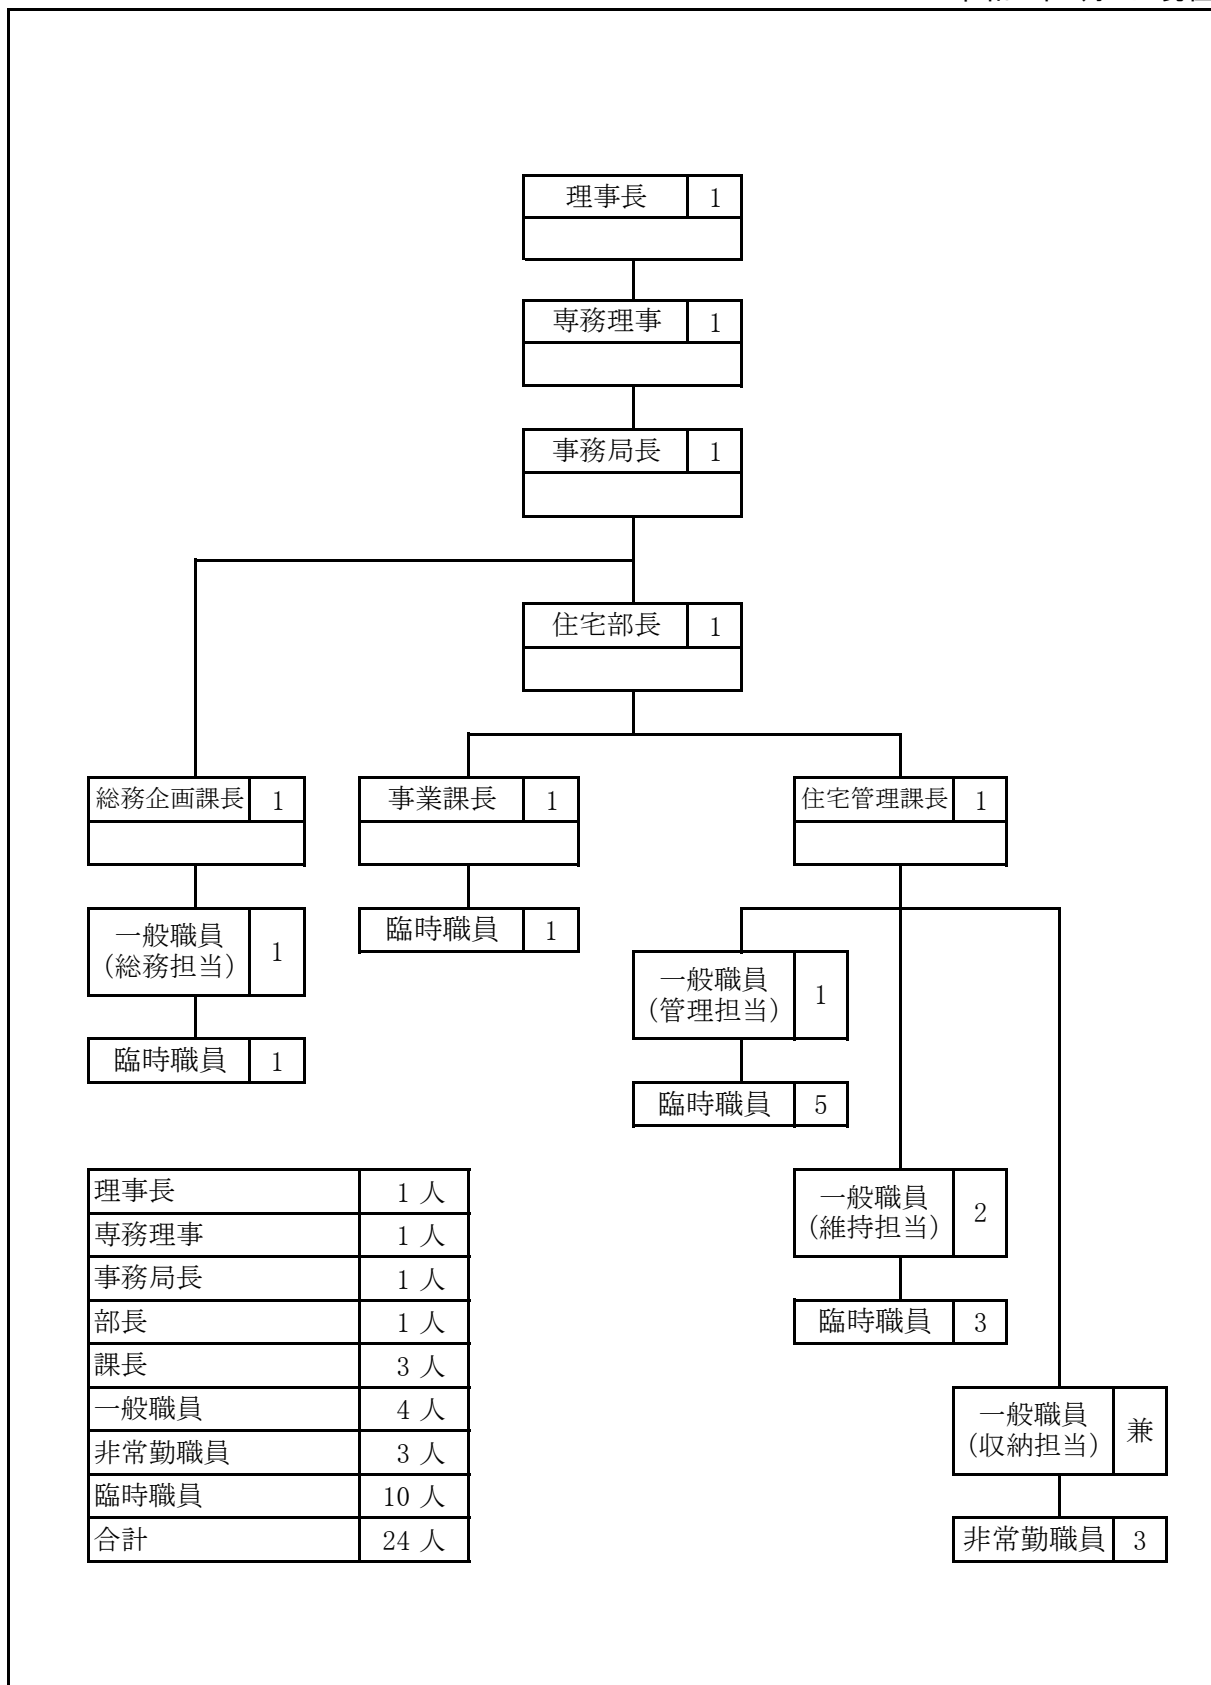 理事長 1
専務理事 1
事務局長 1
住宅部長 1
総務企画課長 1
事業課長 1
住宅管理課長 1
一般職員
(総務担当)
1
臨時職員 1
臨時職員 1
一般職員
(管理担当)
1
臨時職員 5
一般職員
(維持担当)
2
臨時職員 3
一般職員
(収納担当)
兼
非常勤職員 3
理事長 1 人
専務理事 1 人
事務局長 1 人
部長 1 人
課長 3 人
一般職員 4 人
非常勤職員 3 人
臨時職員 10 人
合計 24 人